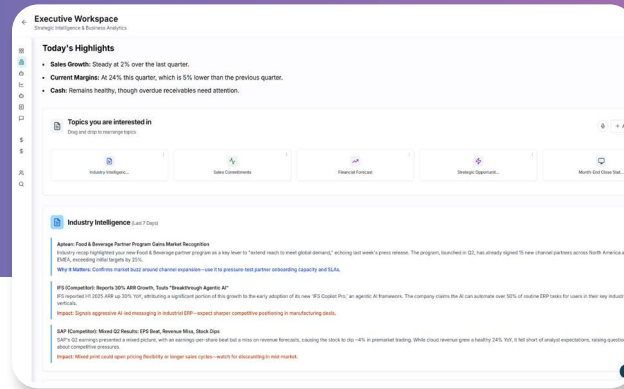 Executive Workspace
Strategic Intelligence & Business Analytics
Today's Highlights
• Sales Growth: Steady at 2% over the last quarter.
• Current Margins: At 24% this quarter, which is 5% lower than the previous quarter.
• Cash: Remains healthy, though overdue receivables need attention.
Topics you are interested in
Drag and drop to rearrange topics
+ A
Industry Intelligenc...
Sales Commitments
Financial Forecast
Strategic Opportunit...
Month-End Close Stat...
Industry Intelligence (Last 7 Days)
Aptean: Food & Beverage Partner Program Gains Market Recognition
Industry recap highlighted your new Food & Beverage partner program as a key lever to "extend reach to meet global demand," echoing last week's press release. The program, launched in Q2, has already signed 15 new channel partners across North America a
EMEA, exceeding initial targets by 25%.
Why It Matters: Confirms market buzz around channel expansion—use it to pressure test partner onboarding capacity and SLAs.
IFS (Competitor): Reports 30% ARR Growth, Touts "Breakthrough Agentic AI"
IFS reported H1 2025 ARR up 30% YoY, attributing a significant portion of this growth to the early adoption of its new 'IFS Copilot Pro,' an agentic AI framework. The company claims the AI can automate over 50% of routine ERP tasks for users in their key industr
verticals.
Impact: Signals aggressive AI-led messaging in industrial ERP—expect sharper competitive positioning in manufacturing deals.
SAP (Competitor): Mixed Q2 Results: EPS Beat, Revenue Miss, Stock Dips
SAP's Q2 earnings presented a mixed picture, with an earnings-per-share beat but a miss on revenue forecasts, causing the stock to dip ~4% in premarket trading. While cloud revenue grew a healthy 24% YoY, it fell short of analyst expectations, raising question
about competitive pressures.
Impact: Mixed print could open pricing flexibility or longer sales cycles—watch for discounting in mid-market.